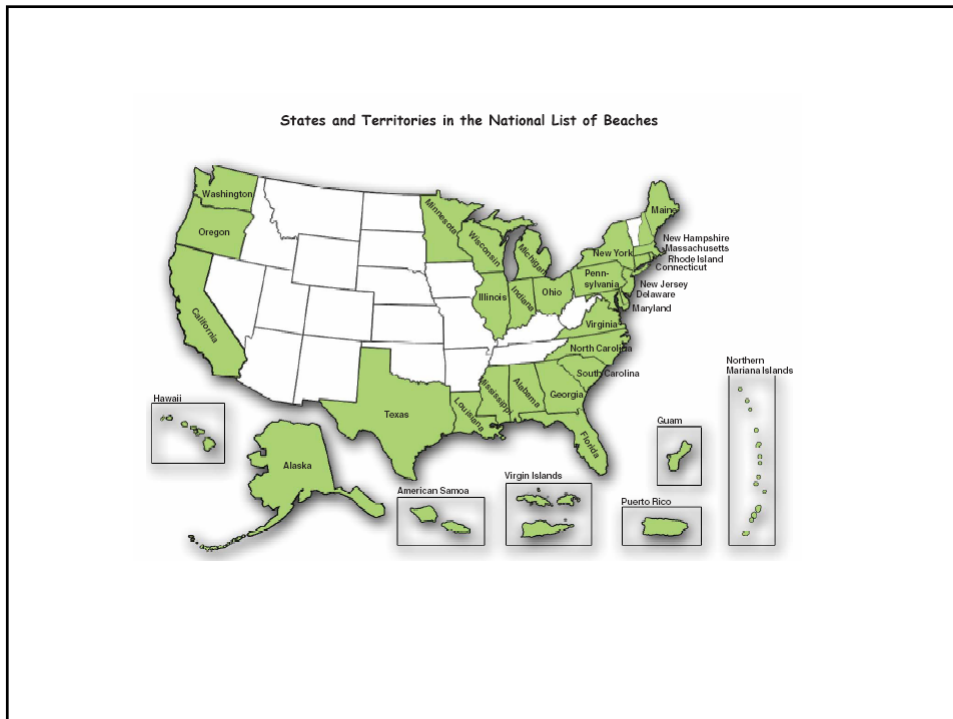 States and Territories in the National List of Beaches
Washington
Oregon
California
Minnesota
Wisconsin
Michigan
Illinois
Indiana
Ohio
Maine
New York
New Hampshire
Massachusetts
Rhode Island
Connecticut
Penn-
sylvania
New Jersey
Delaware
Maryland
Virginia
North Carolina
South Carolina
Georgia
Alabama
Mississippi
Louisiana
Texas
Florida
Northern
Mariana Islands
Hawaii
Alaska
American Samoa
Virgin Islands
Guam
Puerto Rico